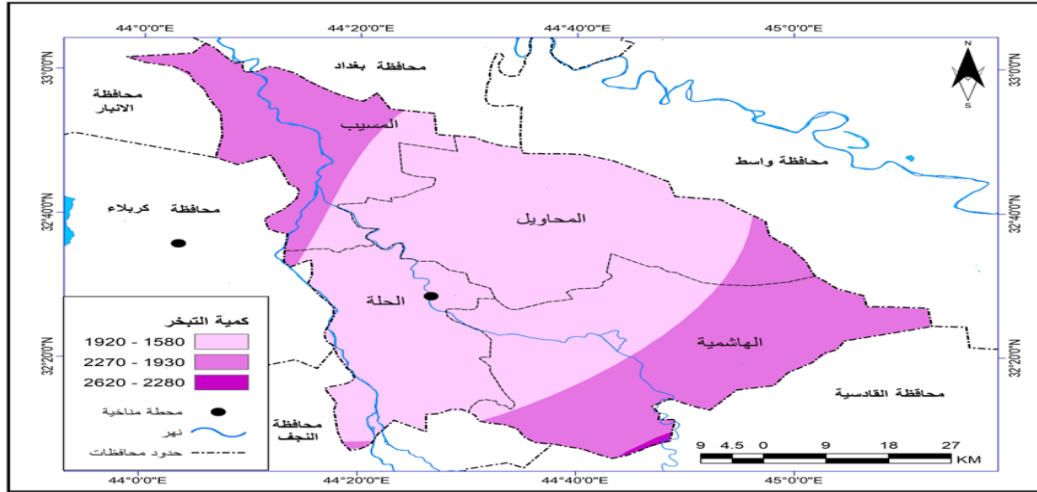 44°0'0"E
44°20'0"E
44°40'0"E
45°0'0"E
33°0'0"N
33°0'0"N
محافظة بغداد
محافظة
الانبار
المسيب
N
S
محافظة واسط
32°40'0"N
32°40'0"N
محافظة كربلاء
المحاويل
الحلة
كمية التبخر
1920 - 1580
2270 - 1930
2620 - 2280
محطة مناخية
نهر
حدود محافظات
الهاشمية
32°20'0"N
32°20'0"N
محافظة القادسية
محافظة
النجف
9 4.5 0 9 18 27
KM
44°0'0"E
44°20'0"E
44°40'0"E
45°0'0"E